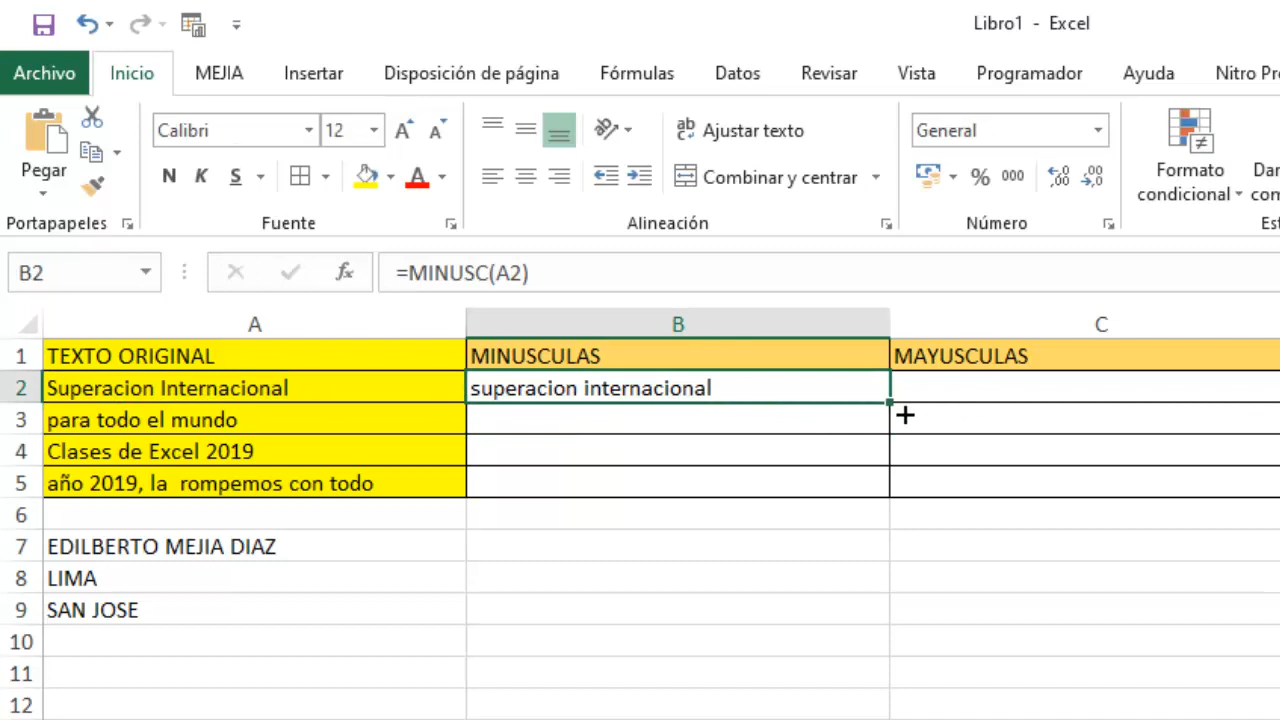 Libro1 - Excel
Archivo Inicio MEJIA Insertar Disposición de página Fórmulas Datos Revisar Vista Programador Ayuda Nitro Pr
Pegar
Calibri 12
N K S A
Ajustar texto
Combinar y centrar
General
% 000
Formato
condicional
Portapapeles Fuente Alineación Número
B2 fx =MINUSC(A2)
A B C
1 TEXTO ORIGINAL MINUSCULAS MAYUSCULAS
2 Superacion Internacional superacion internacional
3 para todo el mundo
4 Clases de Excel 2019
5 año 2019, la  rompemos con todo
6
7 EDILBERTO MEJIA DIAZ
8 LIMA
9 SAN JOSE
10
11
12